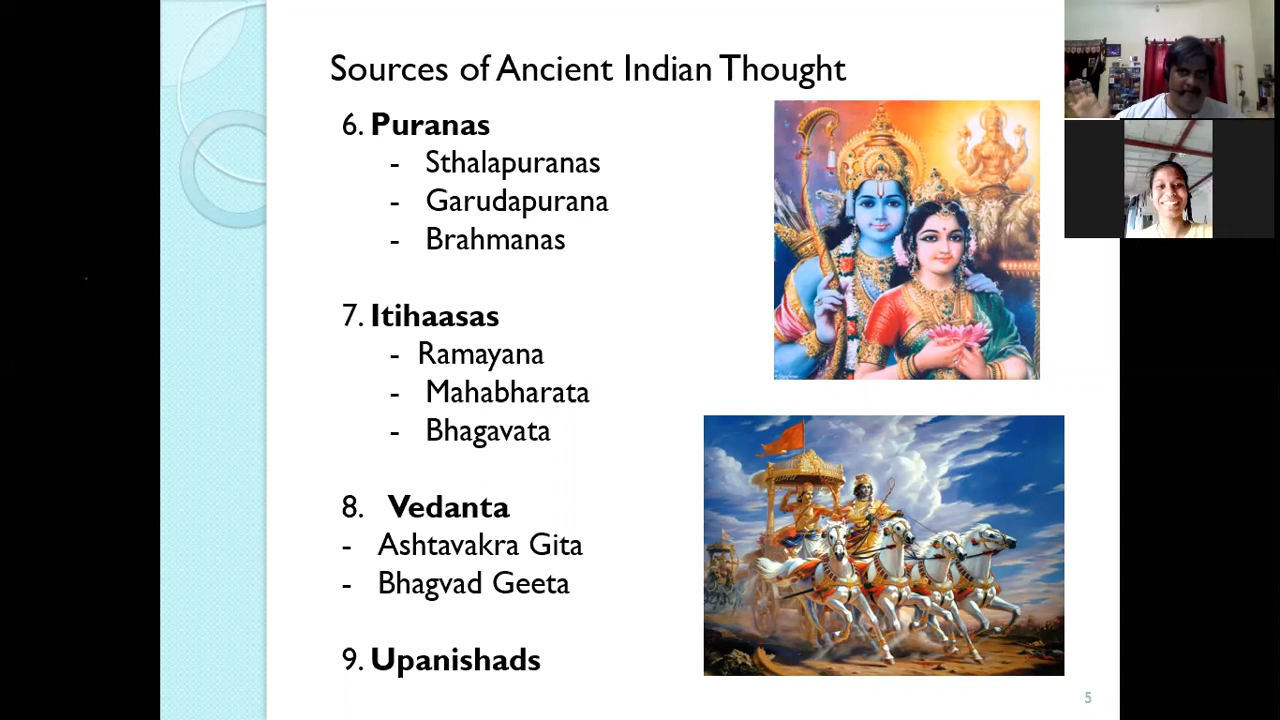 Sources of Ancient Indian Thought
6. Puranas
- Sthalapuranas
- Garudapurana
- Brahmanas
7. Itihaasas
- Ramayana
- Mahabharata
- Bhagavata
8. Vedanta
- Ashtavakra Gita
- Bhagvad Geeta
9. Upanishads
5